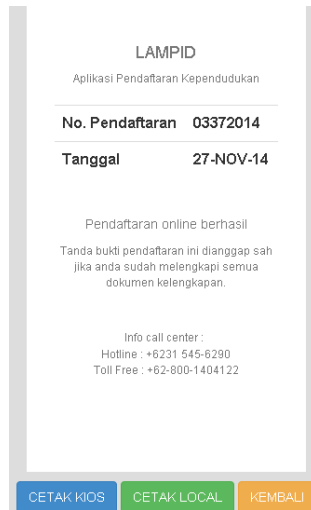 LAMPID
Aplikasi Pendaftaran Kependudukan
No. Pendaftaran 03372014
Tanggal 27-NOV-14
Pendaftaran online berhasil
Tanda bukti pendaftaran ini dianggap sah
jika anda sudah melengkapi semua
dokumen kelengkapan.
Info call center :
Hotline : +6231 545-6290
Toll Free : +62-800-1404122
CETAK KIOS CETAK LOCAL KEMBALI